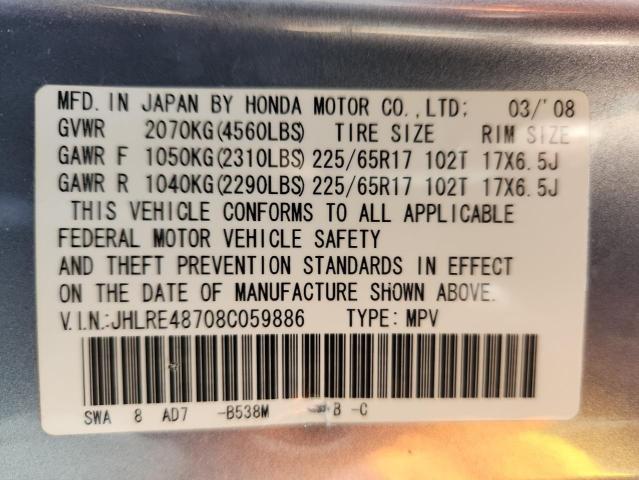 MFD. IN JAPAN BY HONDA MOTOR CO.,LTD; 03/'08
GVWR 2070KG(4560LBS) TIRE SIZE RIM SIZE
GAWR F 1050KG(2310LBS) 225/65R17 102T 17X6.5J
GAWR R 1040KG(2290LBS) 225/65R17 102T 17X6.5J
THIS VEHICLE CONFORMS TO ALL APPLICABLE
FEDERAL MOTOR VEHICLE SAFETY
AND THEFT PREVENTION STANDARDS IN EFFECT
ON THE DATE OF MANUFACTURE SHOWN ABOVE.
V.I.N.:JHLRE48708C059886 TYPE: MPV
SWA 8 AD7 -B538M B -C